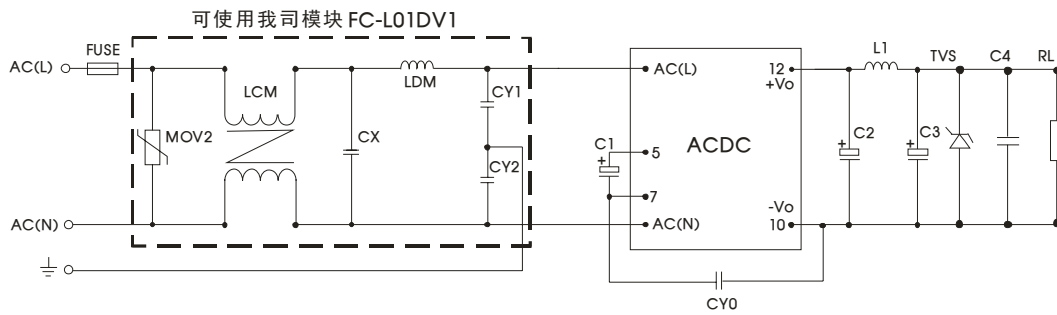 可使用我司模块 FC-L01DV1
FUSE
AC(L)
LCM
LDM
MOV2
CX
CY1
CY2
AC(N)
AC(L)
C1
+
5
7
ACDC
AC(N)
12
+Vo
-Vo
10
CY0
L1
TVS
C4
RL
C2
+
C3
+